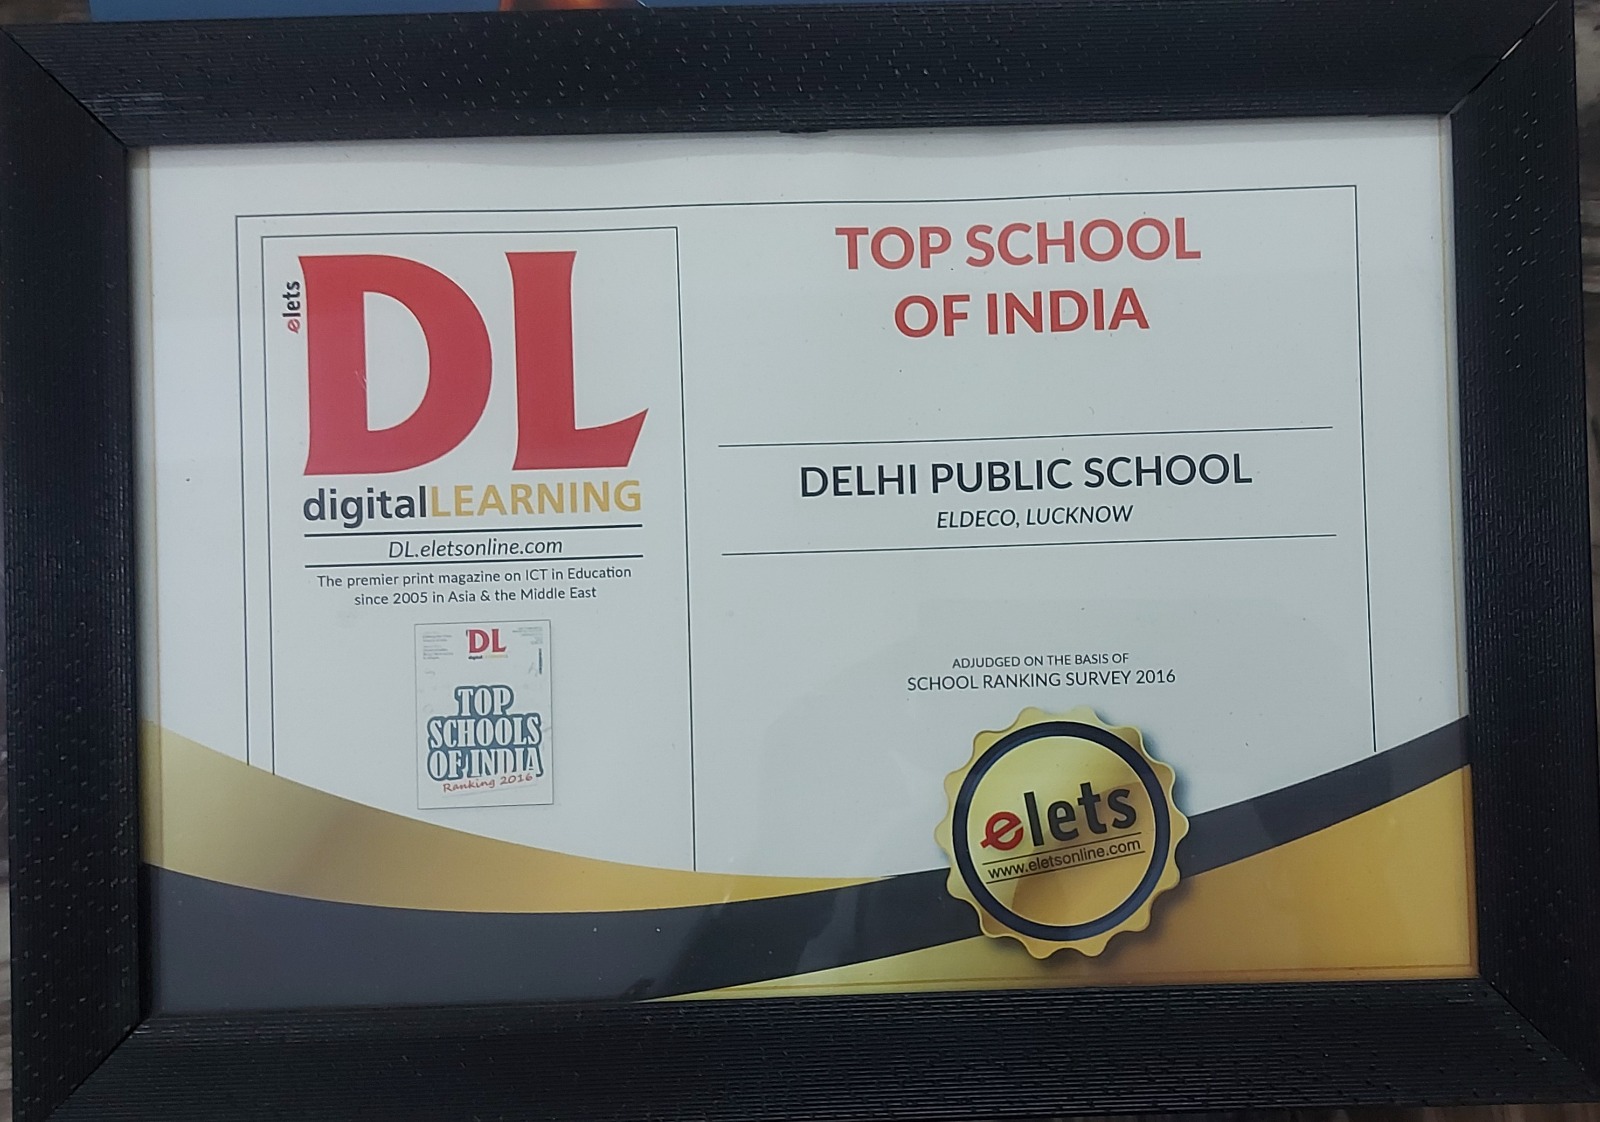 elets
DL
digitalLEARNING
DL.eletsonline.com
The premier print magazine on ICT in Education
since 2005 in Asia & the Middle East
DL
TOP
SCHOOLS
OF INDIA
Ranking 2016
TOP SCHOOL
OF INDIA
DELHI PUBLIC SCHOOL
ELDECO, LUCKNOW
ADJUDGED ON THE BASIS OF
SCHOOL RANKING SURVEY 2016
elets
www.eletsonline.com